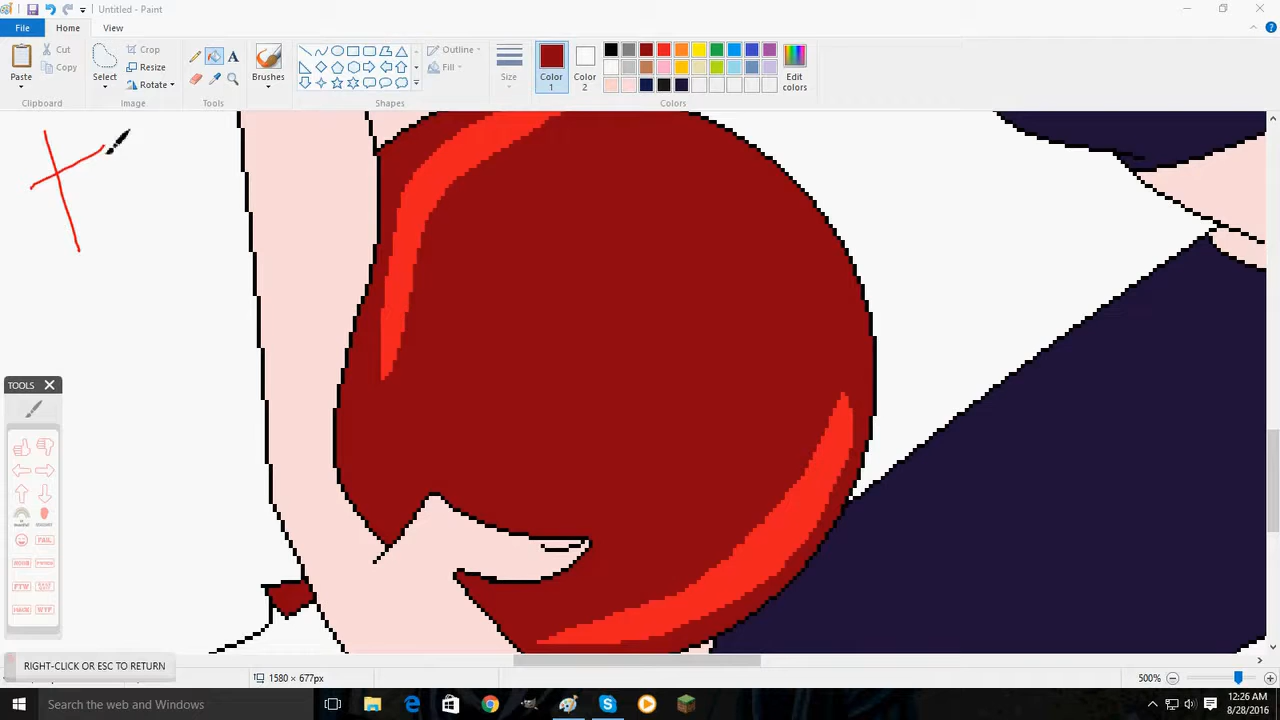 Untitled - Paint
File Home View
Paste Cut Copy
Select Crop Resize Rotate
A
Brushes
Outline Fill
Size
Color 1
Color 2
Edit colors
Clipboard Image Tools Shapes Colors
TOOLS
FAIL
FTW
RIGHT-CLICK OR ESC TO RETURN
1580 × 677px
500%
Search the web and Windows
12:26 AM
8/28/2016